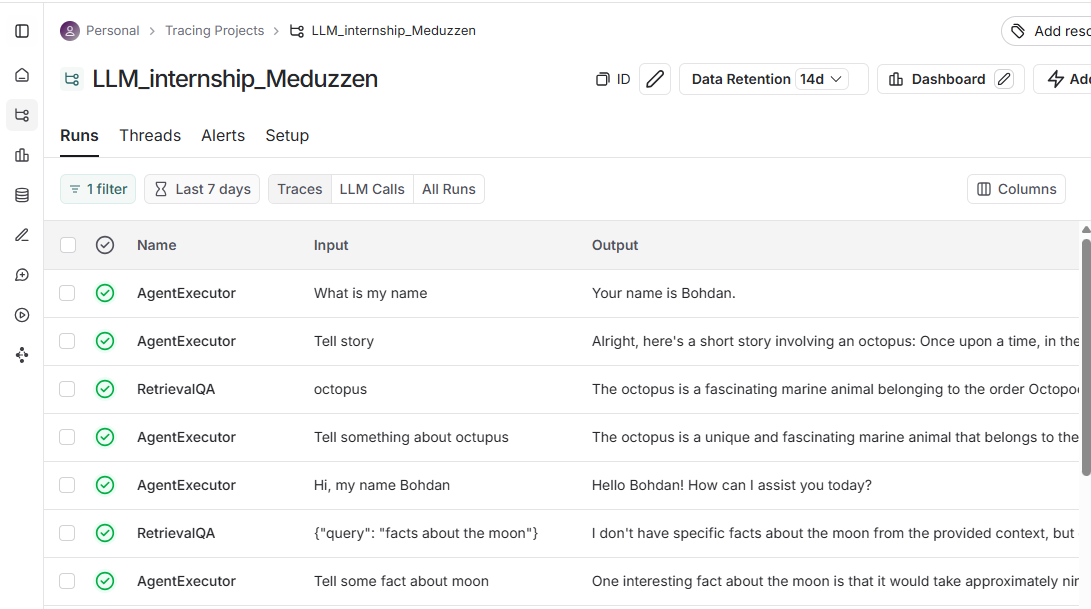 Personal > Tracing Projects > LLM_internship_Meduzzen
Add reso
LLM_internship_Meduzzen
ID
Data Retention 14d
Dashboard
Add
Runs Threads Alerts Setup
1 filter Last 7 days Traces LLM Calls All Runs Columns
Name Input Output
AgentExecutor What is my name Your name is Bohdan.
AgentExecutor Tell story Alright, here's a short story involving an octopus: Once upon a time, in the
RetrievalQA octopus The octopus is a fascinating marine animal belonging to the order Octopo
AgentExecutor Tell something about octupus The octopus is a unique and fascinating marine animal that belongs to the
AgentExecutor Hi, my name Bohdan Hello Bohdan! How can I assist you today?
RetrievalQA {"query": "facts about the moon"} I don't have specific facts about the moon from the provided context, but
AgentExecutor Tell some fact about moon One interesting fact about the moon is that it would take approximately nin